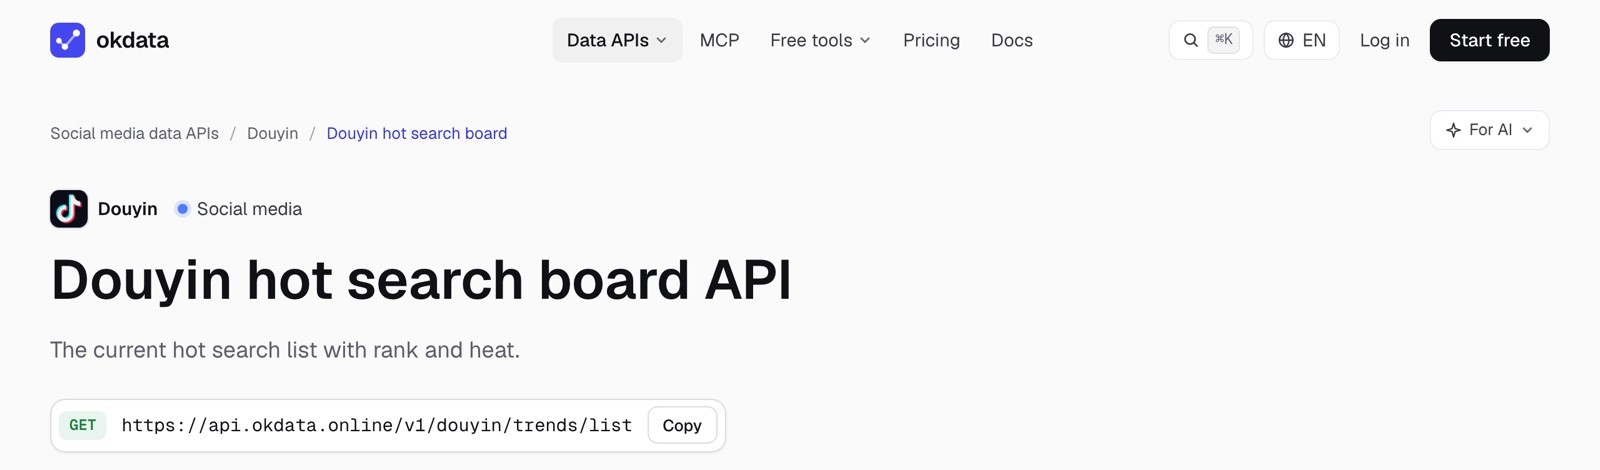 okdata
Data APIs
MCP
Free tools
Pricing
Docs
⌘K
EN
Log in
Start free
Social media data APIs / Douyin / Douyin hot search board
For AI
Douyin
Social media
Douyin hot search board API
The current hot search list with rank and heat.
GET https://api.okdata.online/v1/douyin/trends/list Copy